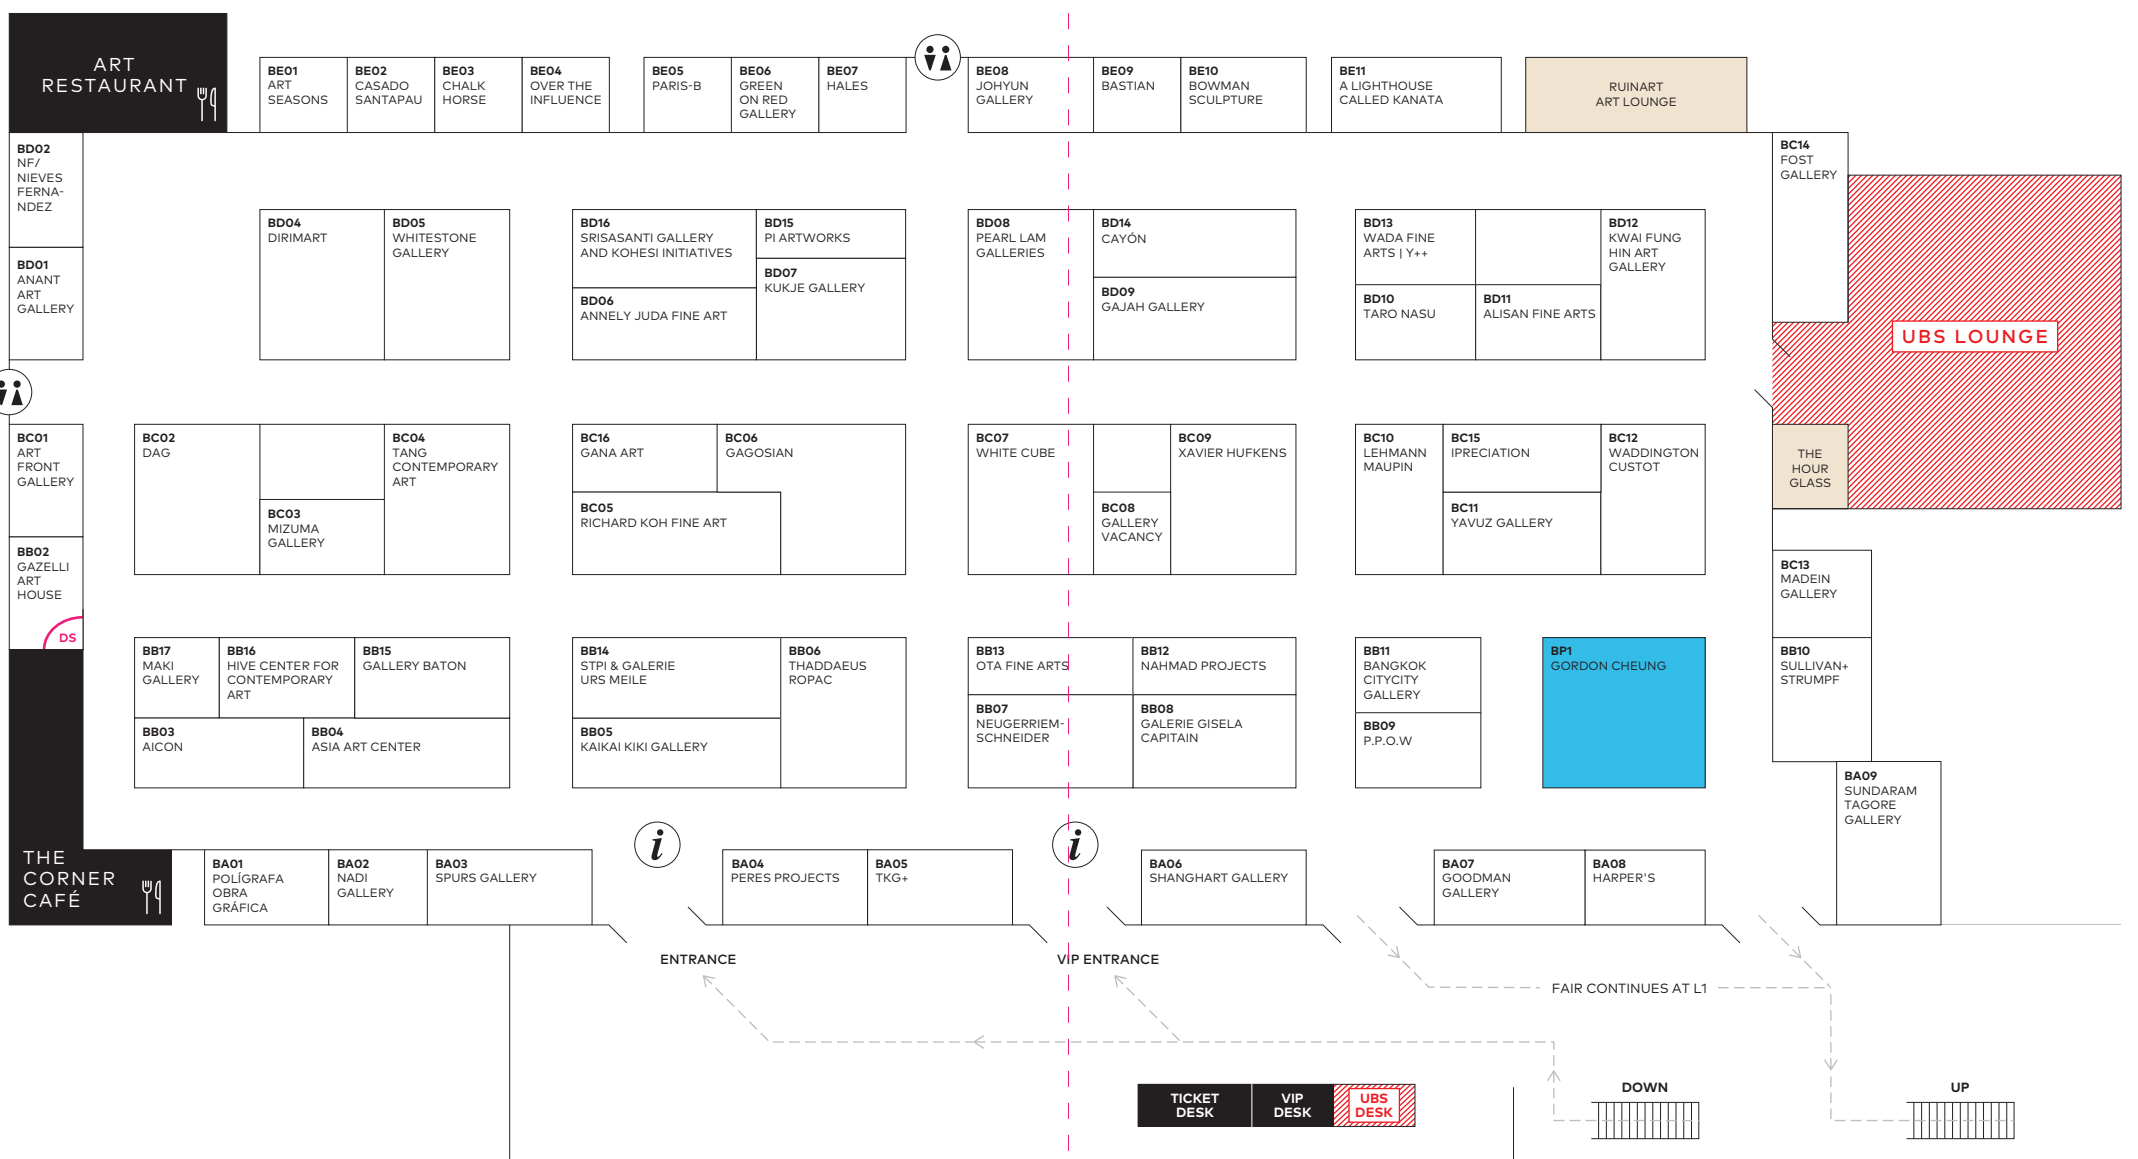 ART
RESTAURANT
BE01
ART
SEASONS
BE02
CASADO
SANTAPAU
BE03
CHALK
HORSE
BE04
OVER THE
INFLUENCE
BE05
PARIS-B
BE06
GREEN
ON RED
GALLERY
BE07
HALES
BE08
JOHYUN
GALLERY
BE09
BASTIAN
BE10
BOWMAN
SCULPTURE
BE11
A LIGHTHOUSE
CALLED KANATA
RUINART
ART LOUNGE
BD02
NF/
NIEVES
FERNA-
NDEZ
BD01
ANANT
ART
GALLERY
BD04
DIRIMART
BD05
WHITESTONE
GALLERY
BD16
SRISASANTI GALLERY
AND KOHESI INITIATIVES
BD15
PI ARTWORKS
BD07
KUKJE GALLERY
BD06
ANNELY JUDA FINE ART
BD08
PEARL LAM
GALLERIES
BD14
CAYÓN
BD09
GAJAH GALLERY
BD13
WADA FINE
ARTS | Y++
BD10
TARO NASU
BD11
ALISAN FINE ARTS
BD12
KWAI FUNG
HIN ART
GALLERY
BC14
FOST
GALLERY
UBS LOUNGE
BC01
ART
FRONT
GALLERY
BB02
GAZELLI
ART
HOUSE
DS
BC02
DAG
BC03
MIZUMA
GALLERY
BC04
TANG
CONTEMPORARY
ART
BC16
GANA ART
BC06
GAGOSIAN
BC05
RICHARD KOH FINE ART
BC07
WHITE CUBE
BC08
GALLERY
VACANCY
BC09
XAVIER HUFKENS
BC10
LEHMANN
MAUPIN
BC15
IPRECIATION
BC11
YAVUZ GALLERY
BC12
WADDINGTON
CUSTOT
THE
HOUR
GLASS
BC13
MADEIN
GALLERY
BB17
MAKI
GALLERY
BB16
HIVE CENTER FOR
CONTEMPORARY
ART
BB15
GALLERY BATON
BB03
AICON
BB04
ASIA ART CENTER
BB14
STPI & GALERIE
URS MEILE
BB05
KAIKAI KIKI GALLERY
BB06
THADDAEUS
ROPAC
BB13
OTA FINE ARTS
BB12
NAHMAD PROJECTS
BB07
NEUGERRIEM-
SCHNEIDER
BB08
GALERIE GISELA
CAPITAIN
BB11
BANGKOK
CITYCITY
GALLERY
BB09
P.P.O.W
BP1
GORDON CHEUNG
BB10
SULLIVAN+
STRUMPF
BA09
SUNDARAM
TAGORE
GALLERY
THE
CORNER
CAFÉ
BA01
POLÍGRAFA
OBRA
GRÁFICA
BA02
NADI
GALLERY
BA03
SPURS GALLERY
i
BA04
PERES PROJECTS
BA05
TKG+
i
BA06
SHANGHART GALLERY
BA07
GOODMAN
GALLERY
BA08
HARPER'S
ENTRANCE
VIP ENTRANCE
FAIR CONTINUES AT L1
TICKET
DESK
VIP
DESK
UBS
DESK
DOWN
UP